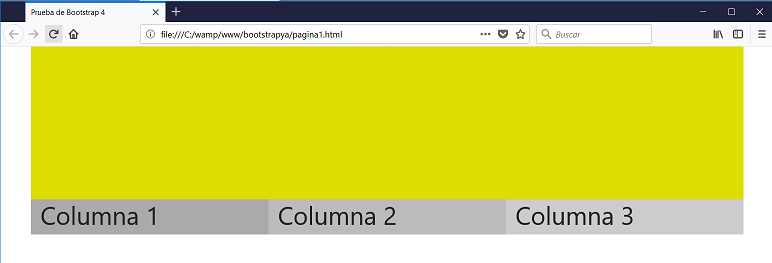 Prueba de Bootstrap 4
file:///C:/wamp/www/bootstrapya/pagina1.html
Buscar
Columna 1
Columna 2
Columna 3